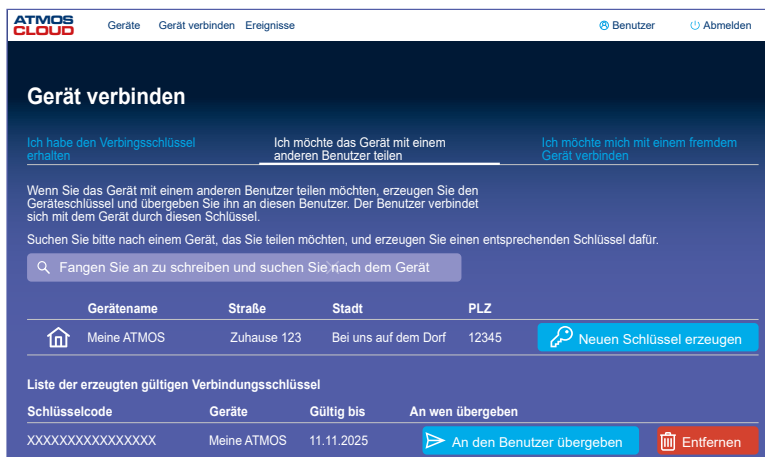 ATMOS
CLOUD
Geräte Gerät verbinden Ereignisse Benutzer Abmelden
Gerät verbinden
Ich habe den Verbingsschlüssel
erhalten
Ich möchte das Gerät mit einem
anderen Benutzer teilen
Ich möchte mich mit einem fremdem
Gerät verbinden
Wenn Sie das Gerät mit einem anderen Benutzer teilen möchten, erzeugen Sie den
Geräteschlüssel und übergeben Sie ihn an diesen Benutzer. Der Benutzer verbindet
sich mit dem Gerät durch diesen Schlüssel.
Suchen Sie bitte nach einem Gerät, das Sie teilen möchten, und erzeugen Sie einen entsprechenden Schlüssel dafür.
Fangen Sie an zu schreiben und suchen Sie nach dem Gerät
Gerätename Straße Stadt PLZ
Meine ATMOS Zuhause 123 Bei uns auf dem Dorf 12345 Neuen Schlüssel erzeugen
Liste der erzeugten gültigen Verbindungsschlüssel
Schlüsselcode Geräte Gültig bis An wen übergeben
XXXXXXXXXXXXXXXX Meine ATMOS 11.11.2025 An den Benutzer übergeben Entfernen